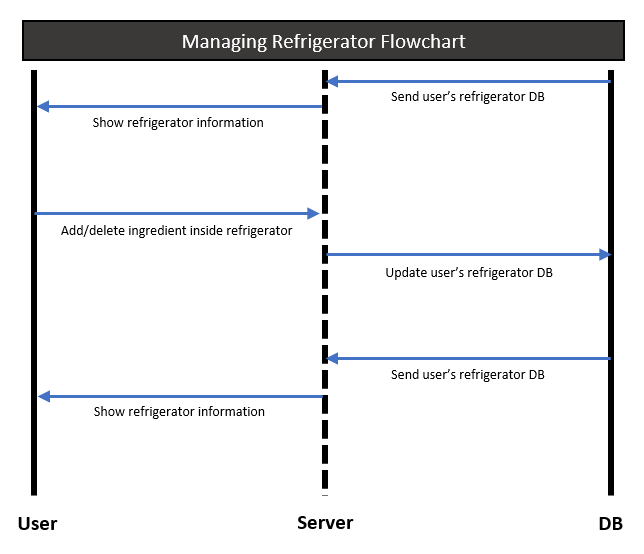 Managing Refrigerator Flowchart
Send user’s refrigerator DB
Show refrigerator information
Add/delete ingredient inside refrigerator
Update user’s refrigerator DB
Send user’s refrigerator DB
Show refrigerator information
User
Server
DB